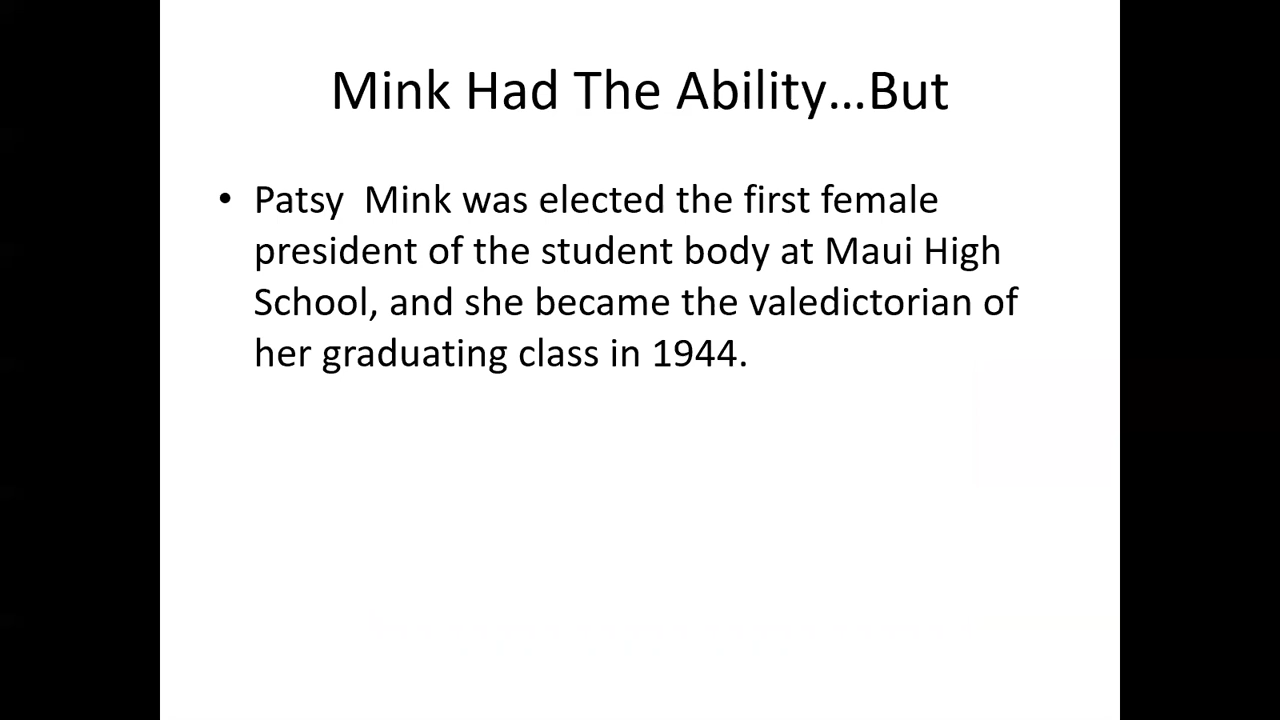 Mink Had The Ability...But
• Patsy  Mink was elected the first female
president of the student body at Maui High
School, and she became the valedictorian of
her graduating class in 1944.